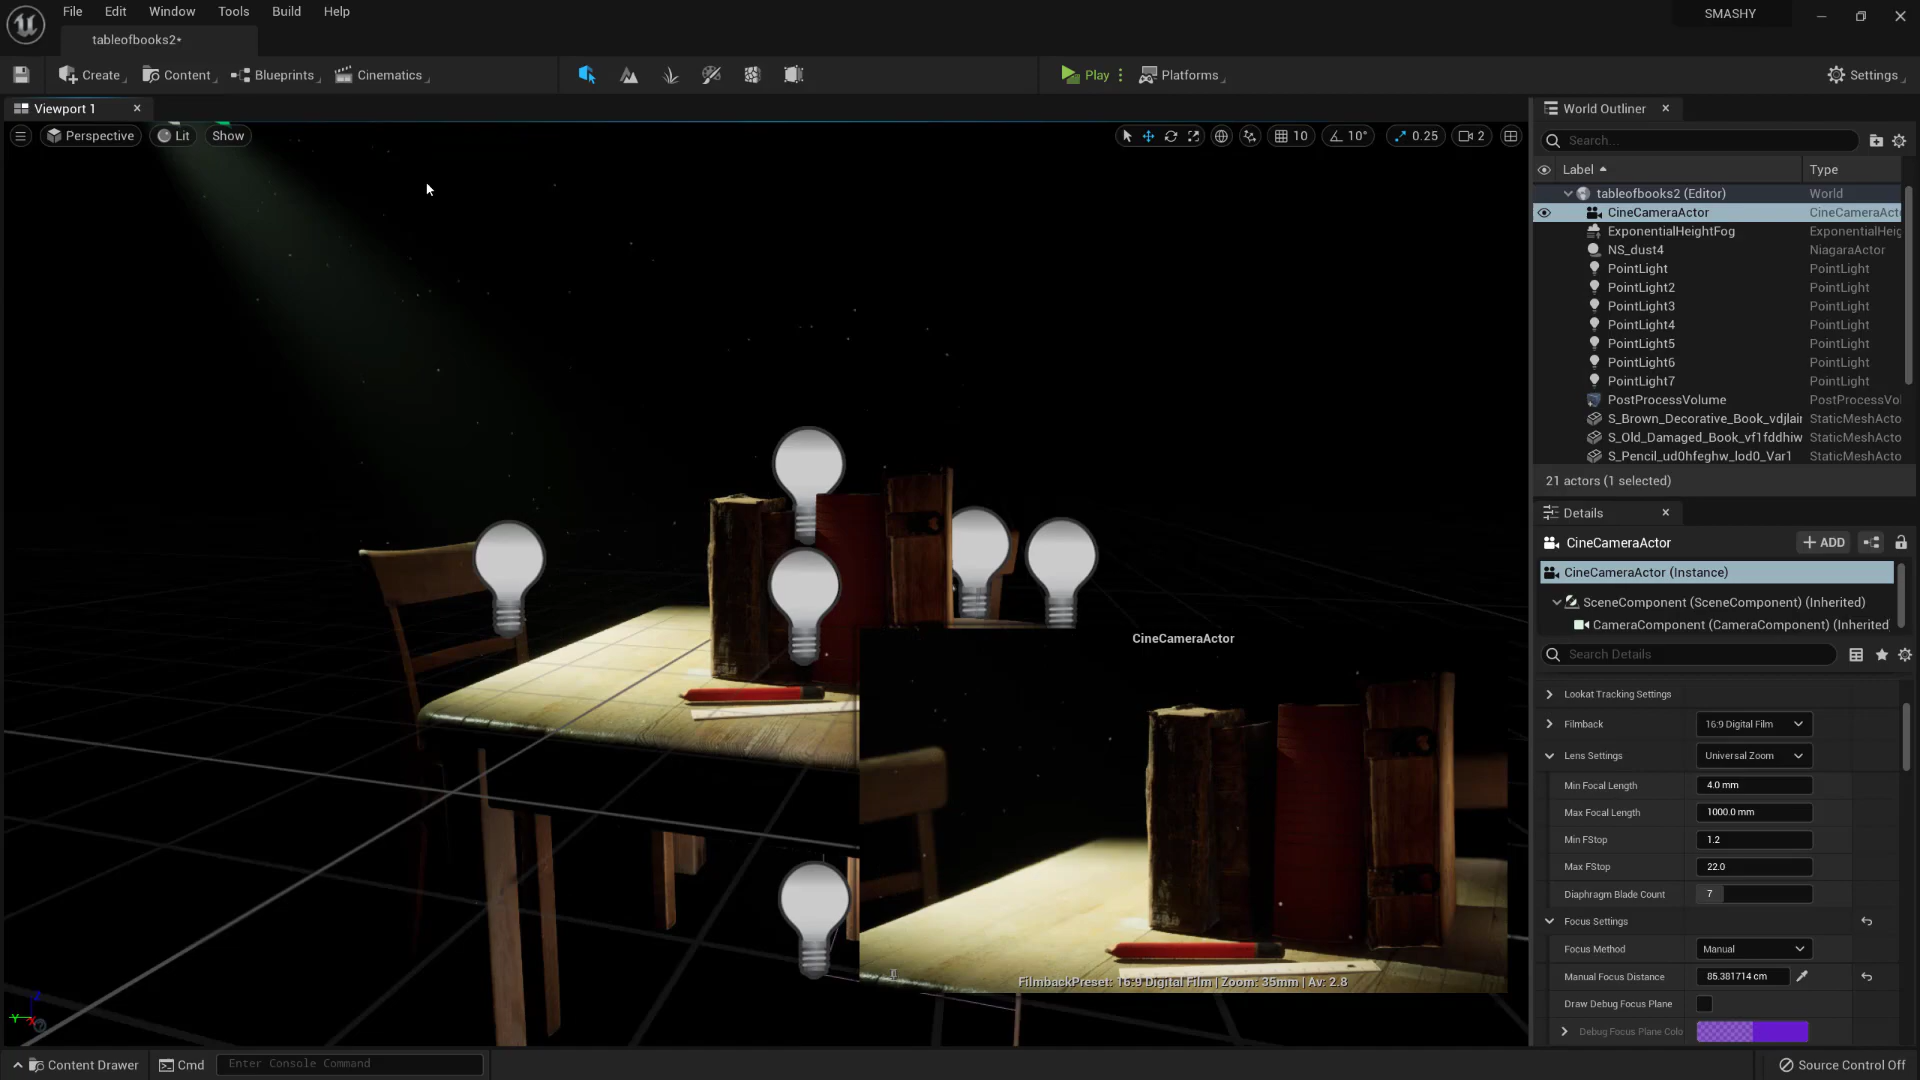 File Edit Window Tools Build Help
SMASHY
tableofbooks2•
Create Content Blueprints Cinematics Play Platforms Settings
Viewport 1
World Outliner
Perspective Lit Show
10 10° 0.25 2
Search...
Label Type
tableofbooks2 (Editor) World
CineCameraActor CineCameraActo
ExponentialHeightFog ExponentialHeig
NS_dust4 NiagaraActor
PointLight PointLight
PointLight2 PointLight
PointLight3 PointLight
PointLight4 PointLight
PointLight5 PointLight
PointLight6 PointLight
PointLight7 PointLight
PostProcessVolume PostProcessVol
S_Brown_Decorative_Book_vdjlair StaticMeshActo
S_Old_Damaged_Book_vf1fddhiw StaticMeshActo
S_Pencil_ud0hfeghw_lod0_Var1 StaticMeshActo
21 actors (1 selected)
Details
CineCameraActor
ADD
CineCameraActor (Instance)
SceneComponent (SceneComponent) (Inherited)
CameraComponent (CameraComponent) (Inherited
Search Details
Lookat Tracking Settings
Filmback 16:9 Digital Film
Lens Settings Universal Zoom
Min Focal Length 4.0 mm
Max Focal Length 1000.0 mm
Min FStop 1.2
Max FStop 22.0
Diaphragm Blade Count 7
Focus Settings
Focus Method Manual
Manual Focus Distance 85.381714 cm
Draw Debug Focus Plane
Debug Focus Plane Colo
CineCameraActor
FilmbackPreset: 16:9 Digital Film | Zoom: 35mm | Av: 2.8
Content Drawer Cmd Enter Console Command
Source Control Off